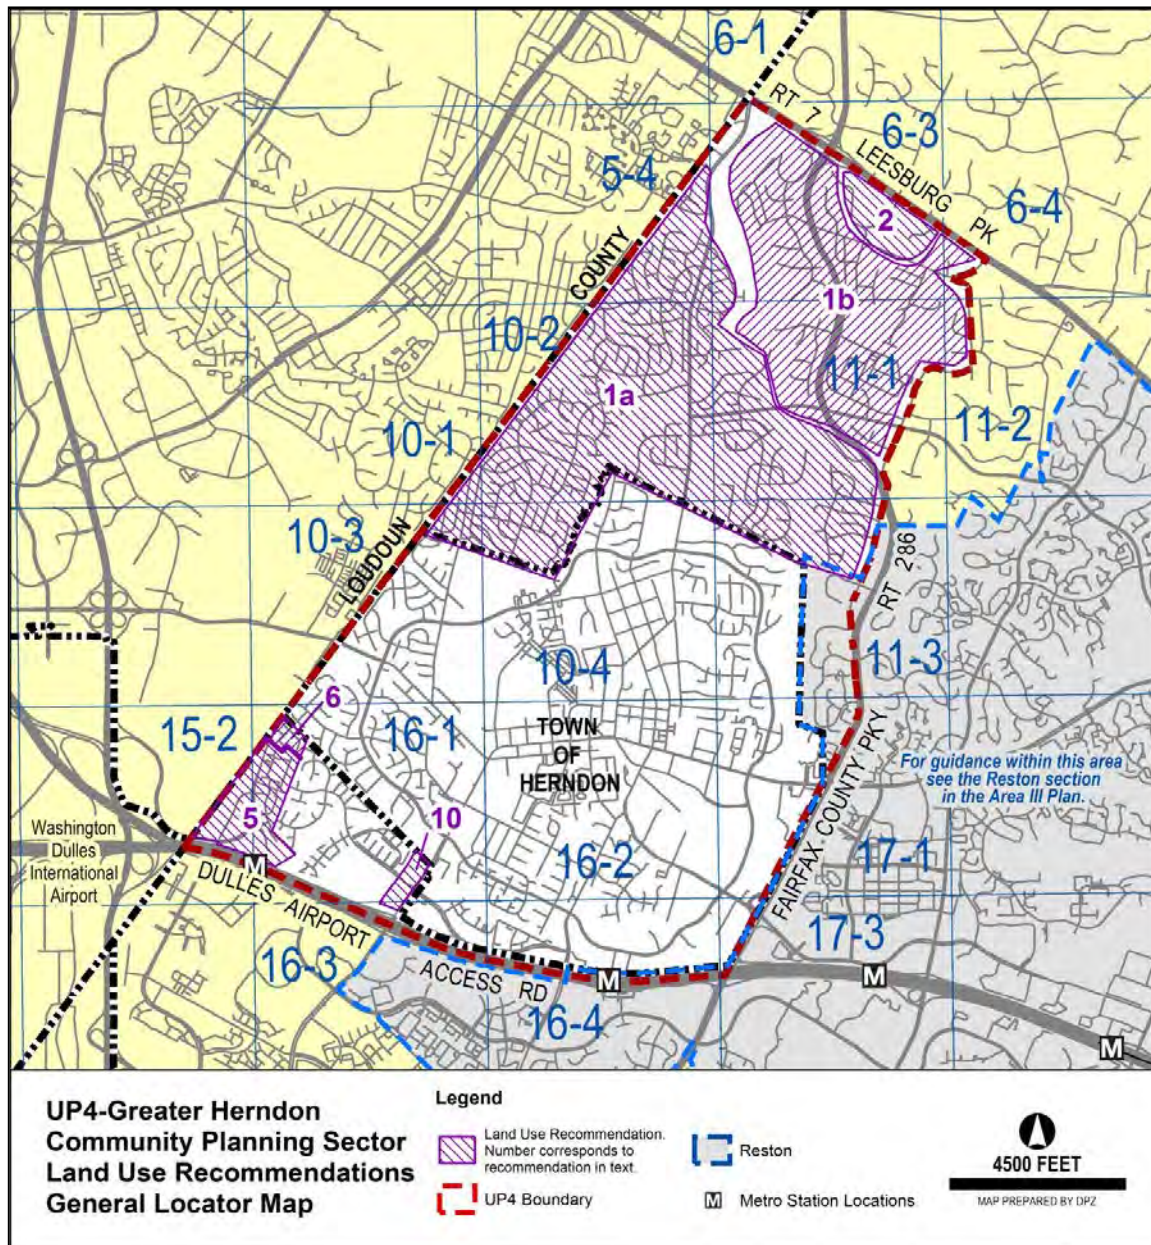 6-1
RT 7
6-3
LEESBURG PK
5-4
6-4
2
COUNTY
1b
10-2
11-1
1a
11-2
10-1
10-3
LOUDOUN
RT 286
11-3
10-4
6
15-2
16-1
TOWN
OF
HERNDON
FAIRFAX COUNTY PKY
For guidance within this area
see the Reston section
in the Area III Plan.
5
10
Washington
Dulles
International
Airport
M
16-2
17-1
DULLES AIRPORT ACCESS RD
17-3
16-3
M
M
16-4
M
UP4-Greater Herndon
Community Planning Sector
Land Use Recommendations
General Locator Map
Legend
Land Use Recommendation.
Number corresponds to
recommendation in text.
Reston
UP4 Boundary
M Metro Station Locations
4500 FEET
MAP PREPARED BY DPZ